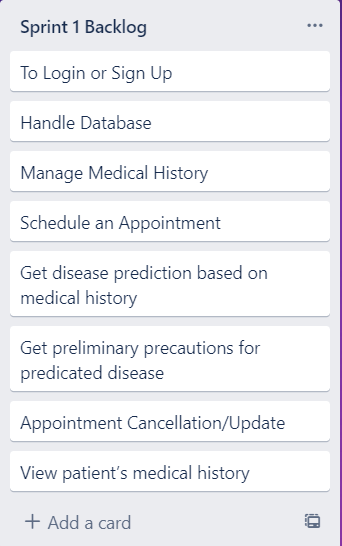 Sprint 1 Backlog
To Login or Sign Up
Handle Database
Manage Medical History
Schedule an Appointment
Get disease prediction based on
medical history
Get preliminary precautions for
predicated disease
Appointment Cancellation/Update
View patient’s medical history
+ Add a card